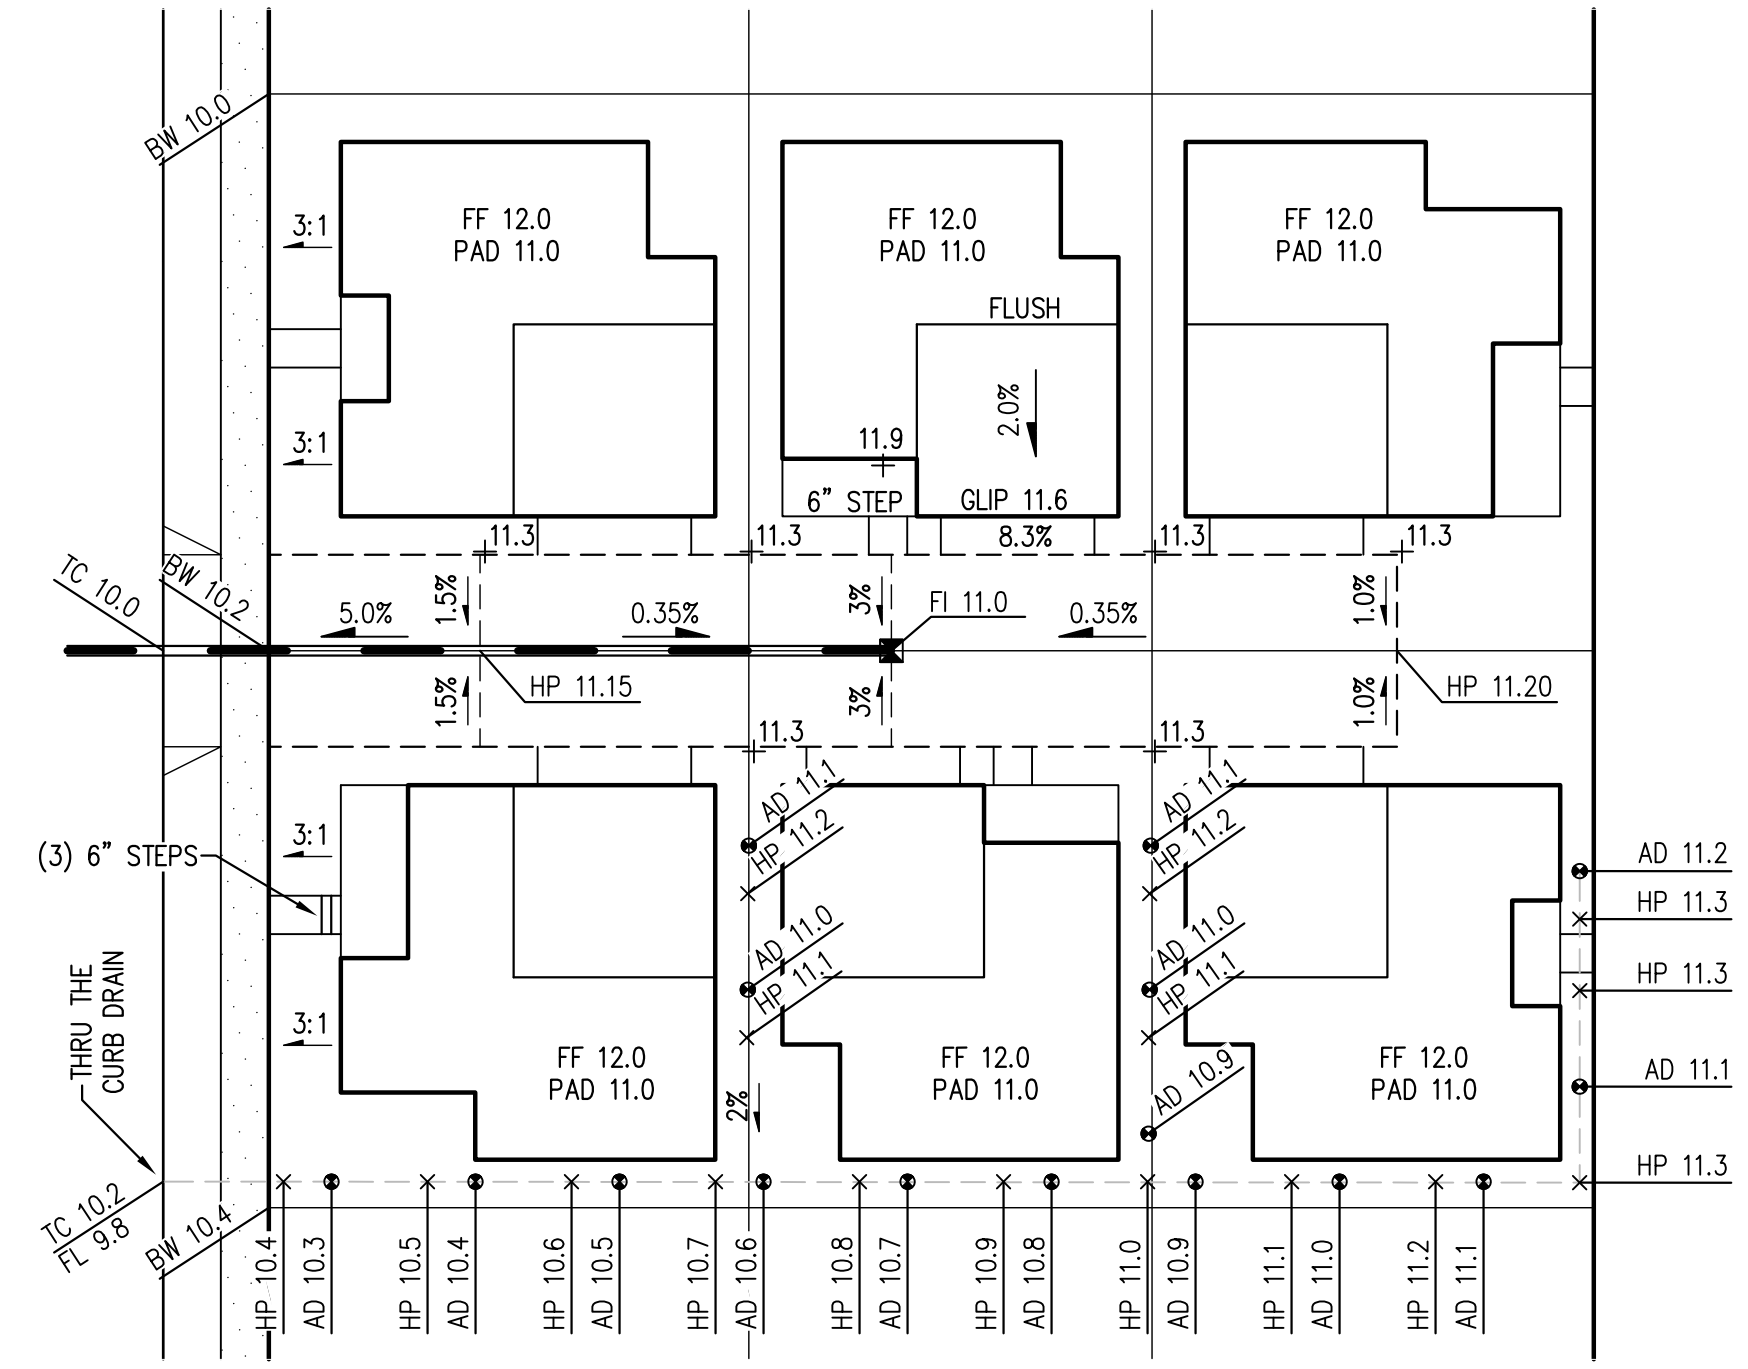 BW 10.0
3:1
FF 12.0
PAD 11.0
FF 12.0
PAD 11.0
FF 12.0
PAD 11.0
FLUSH
2.0%
3:1
11.9
6" STEP
GLIP 11.6
8.3%
11.3
11.3
11.3
11.3
TC 10.0
BW 10.2
5.0%
1.5%
0.35%
3%
FI 11.0
0.35%
1.0%
1.5%
HP 11.15
3%
1.0%
HP 11.20
11.3
11.3
(3) 6" STEPS
3:1
AD 11.1
HP 11.2
AD 11.0
HP 11.1
AD 11.1
HP 11.2
AD 11.0
HP 11.1
AD 10.9
AD 11.2
HP 11.3
HP 11.3
AD 11.1
HP 11.3
THRU THE
CURB DRAIN
3:1
FF 12.0
PAD 11.0
2%
FF 12.0
PAD 11.0
FF 12.0
PAD 11.0
TC 10.2
FL 9.8
BW 10.4
HP 10.4
AD 10.3
HP 10.5
AD 10.4
HP 10.6
AD 10.5
HP 10.7
AD 10.6
HP 10.8
AD 10.7
HP 10.9
AD 10.8
HP 11.0
AD 10.9
HP 11.1
AD 11.0
HP 11.2
AD 11.1